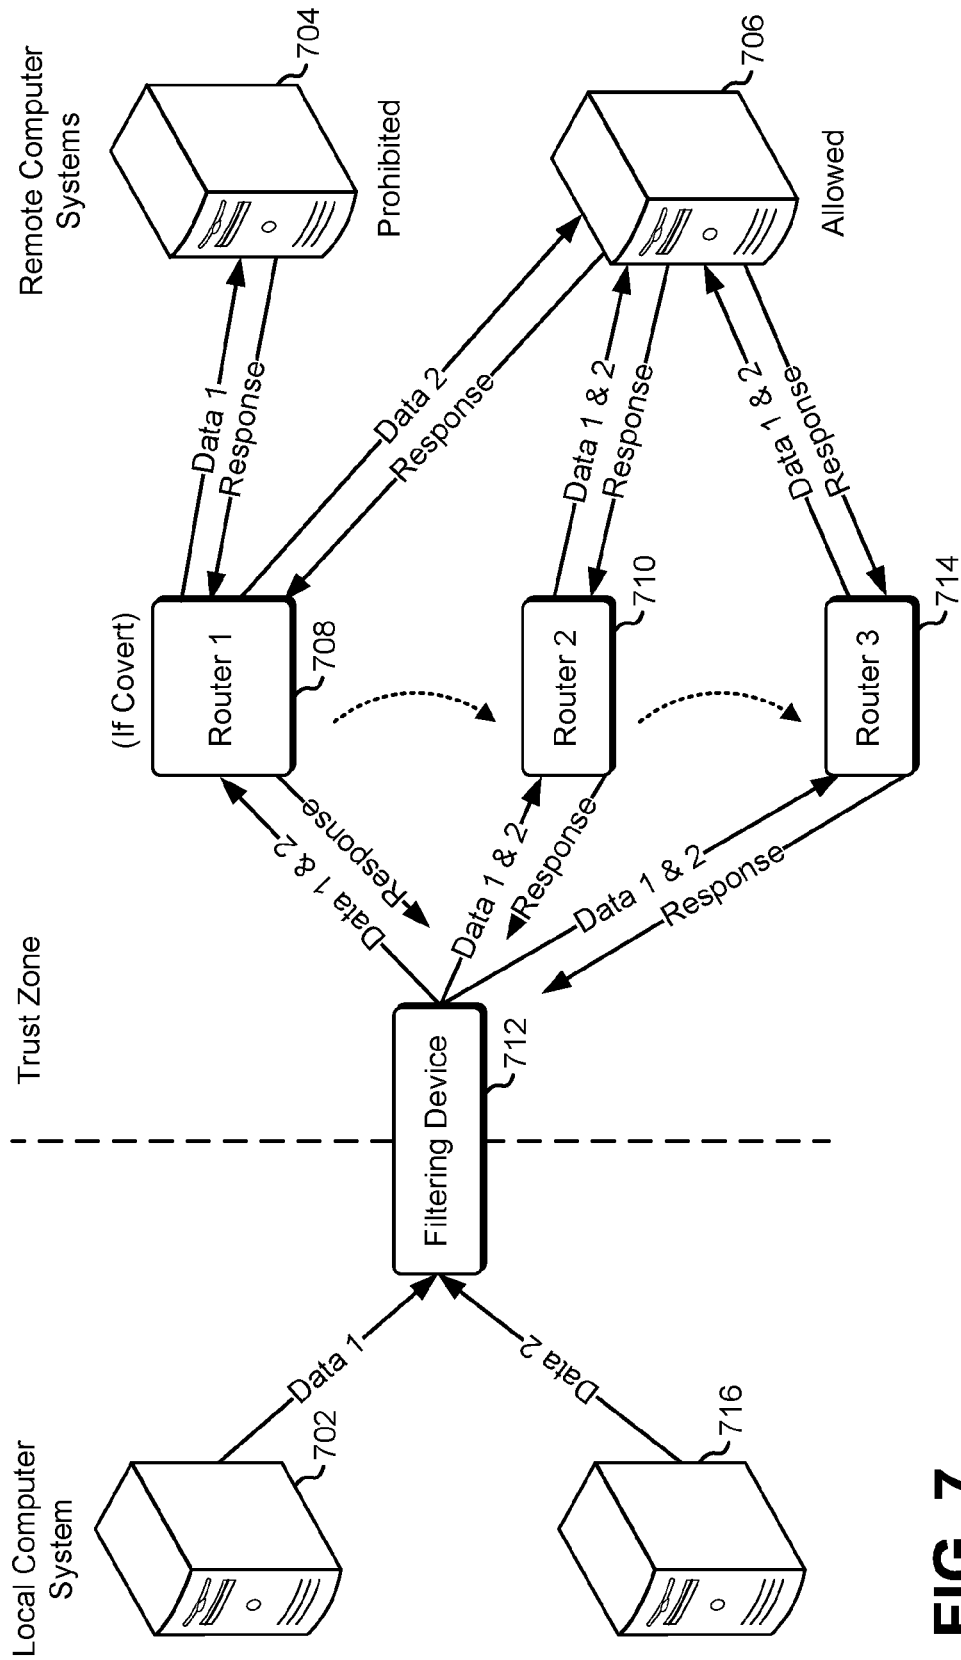 Local Computer
System
Trust Zone
Remote Computer
Systems
702
Data 1
716
Data 2
Filtering Device
712
Data 1 & 2
Response
Data 1 & 2
Response
Data 1 & 2
Response
(If Covert)
Router 1
708
Router 2
710
Router 3
714
Data 1
Response
Data 2
Response
Data 1 & 2
Response
Data 1 & 2
Response
704
Prohibited
706
Allowed
FIG. 7